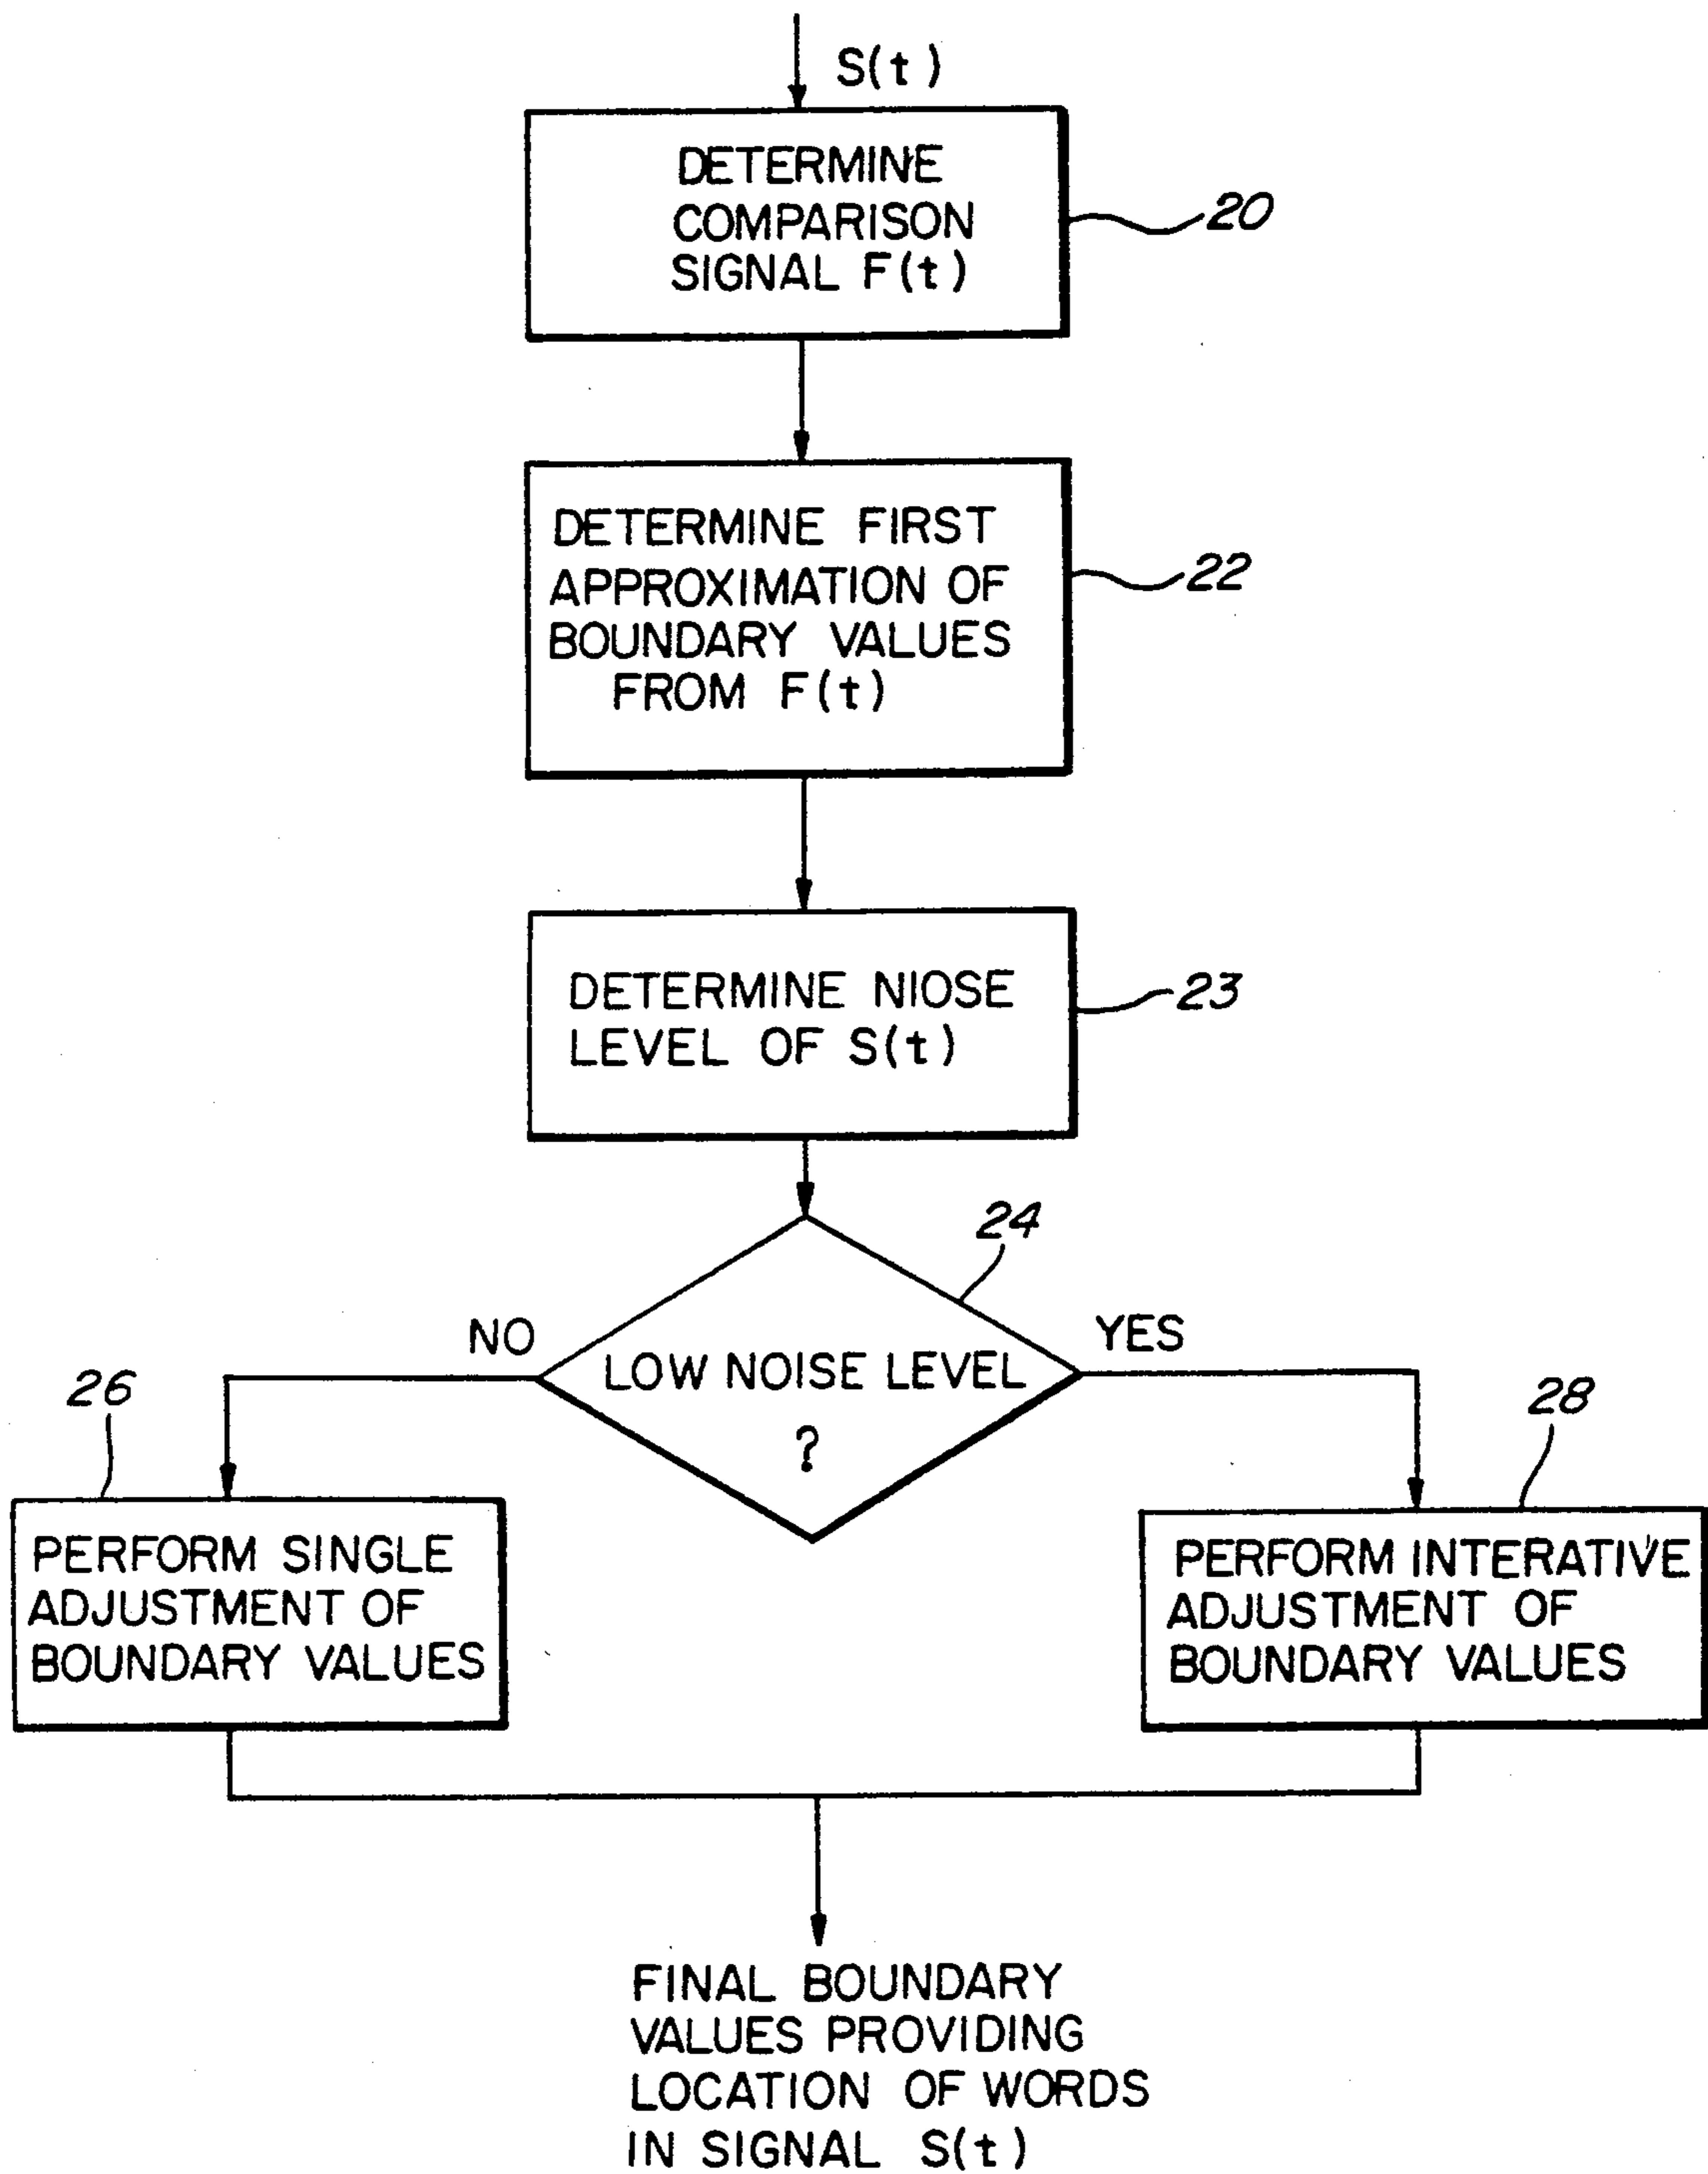 S(t)
DETERMINE
COMPARISON
SIGNAL F(t)
20
DETERMINE FIRST
APPROXIMATION OF
BOUNDARY VALUES
FROM F(t)
22
DETERMINE NIOSE
LEVEL OF S(t)
23
24
NO
YES
LOW NOISE LEVEL
?
26
28
PERFORM SINGLE
ADJUSTMENT OF
BOUNDARY VALUES
PERFORM INTERATIVE
ADJUSTMENT OF
BOUNDARY VALUES
FINAL BOUNDARY
VALUES PROVIDING
LOCATION OF WORDS
IN SIGNAL S(t)